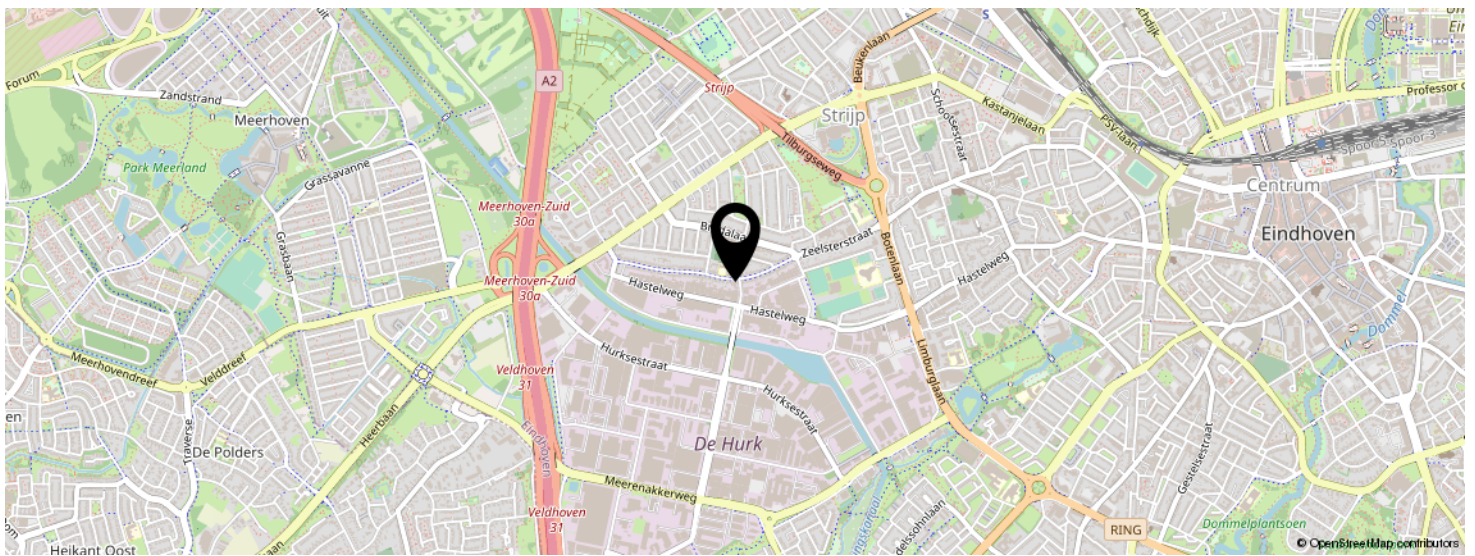 Forum
A2
Beukenlaan
S
Professor
Zandstrand
Meerhoven
Strijp
Strijp
Schootsestraat
Kastanjelaan
PSV-laan
Spoor 3
Park Meerland
Grassavanne
Tilburgseweg
Centrum
Meerhoven-Zuid
30a
Zeelsterstraat
Botenlaan
Eindhoven
Grasbaan
Meerhoven-Zuid
30a
Hastelweg
Hastelweg
Hastelweg
Dommel
Meerhovendreef
Velddreef
Hurksestraat
Limburglaan
Veldhoven
31
Hurksestraat
Heerbaan
Traverse
De Polders
Eindhoven
De Hurk
Gestelsestraat
Meerenakkerweg
Veldhoven
31
RING
Dommelplantsoen
Heikant Oost
© OpenStreetMap contributors